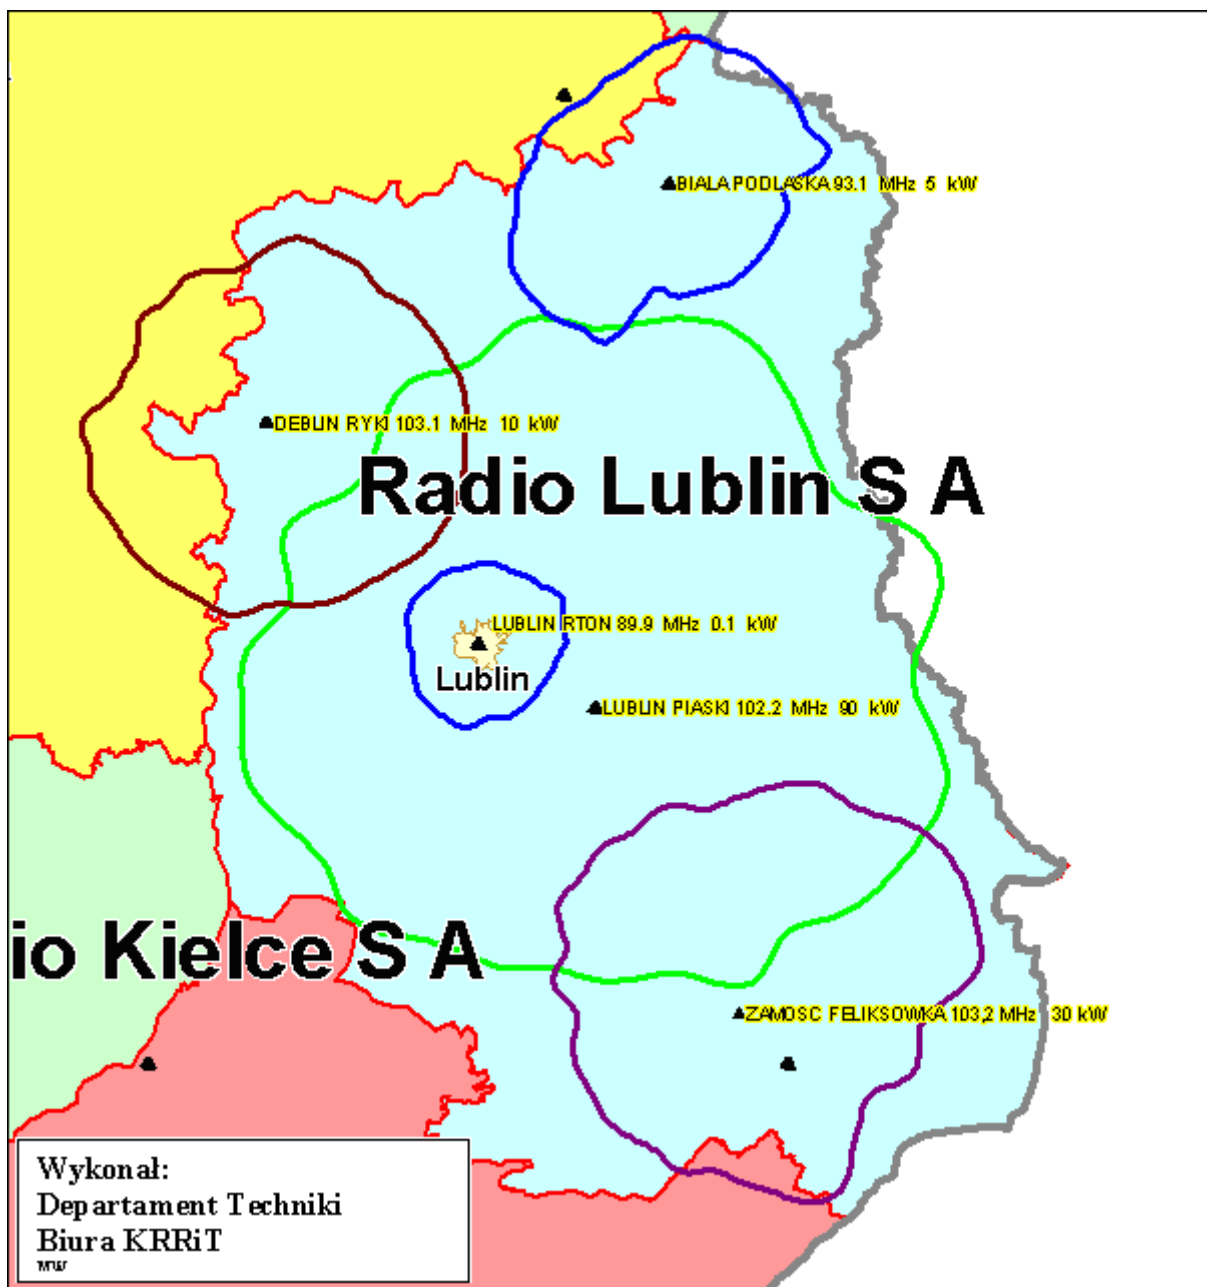 BIALA PODLASKA 93.1 MHz 5 kW
DEBLIN RYKI 103.1 MHz 10 kW
Radio Lublin S A
LUBLIN RTON 89.9 MHz 0.1 kW
Lublin
LUBLIN PIASKI 102.2 MHz 90 kW
io Kielce S A
ZAMOSC FELIKSOWKA 103,2 MHz 30 kW
Wykonał:
Departament Techniki
Biura KRRiT
MW